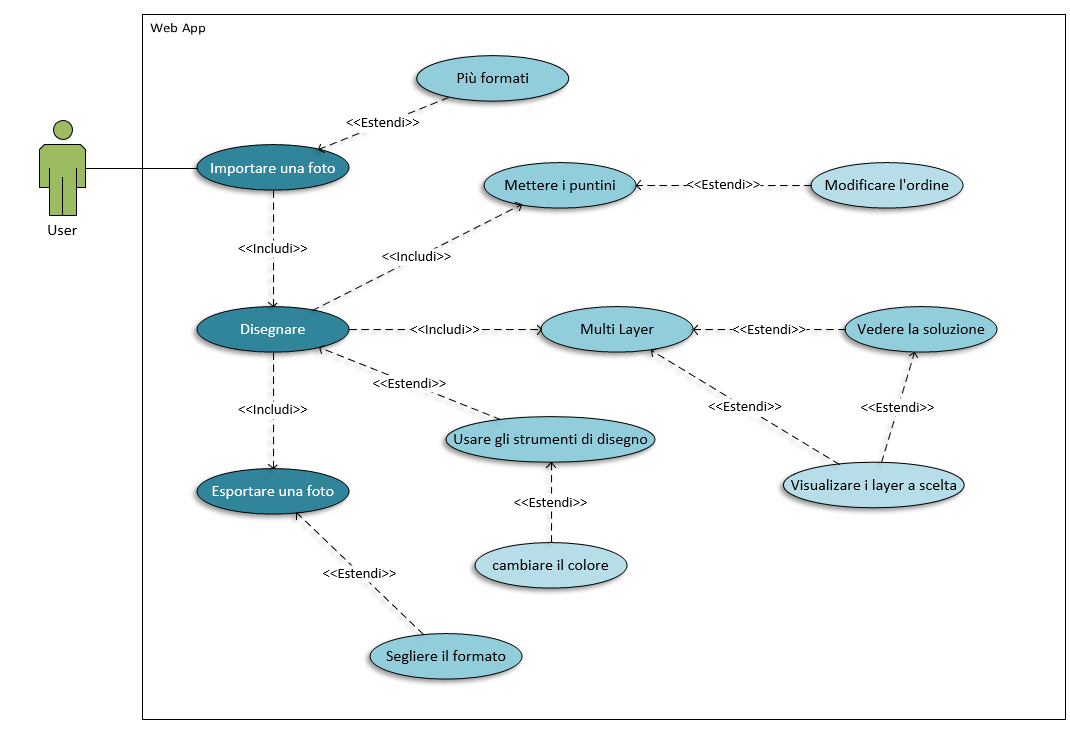 Web App
Più formati
<<Estendi>>
Importare una foto
Mettere i puntini
<<Estendi>>
Modificare l'ordine
User
<<Includi>>
<<Includi>>
Disegnare
<<Includi>>
Multi Layer
<<Estendi>>
Vedere la soluzione
<<Estendi>>
<<Includi>>
<<Estendi>>
<<Estendi>>
Usare gli strumenti di disegno
Esportare una foto
Visualizare i layer a scelta
<<Estendi>>
cambiare il colore
<<Estendi>>
Segliere il formato